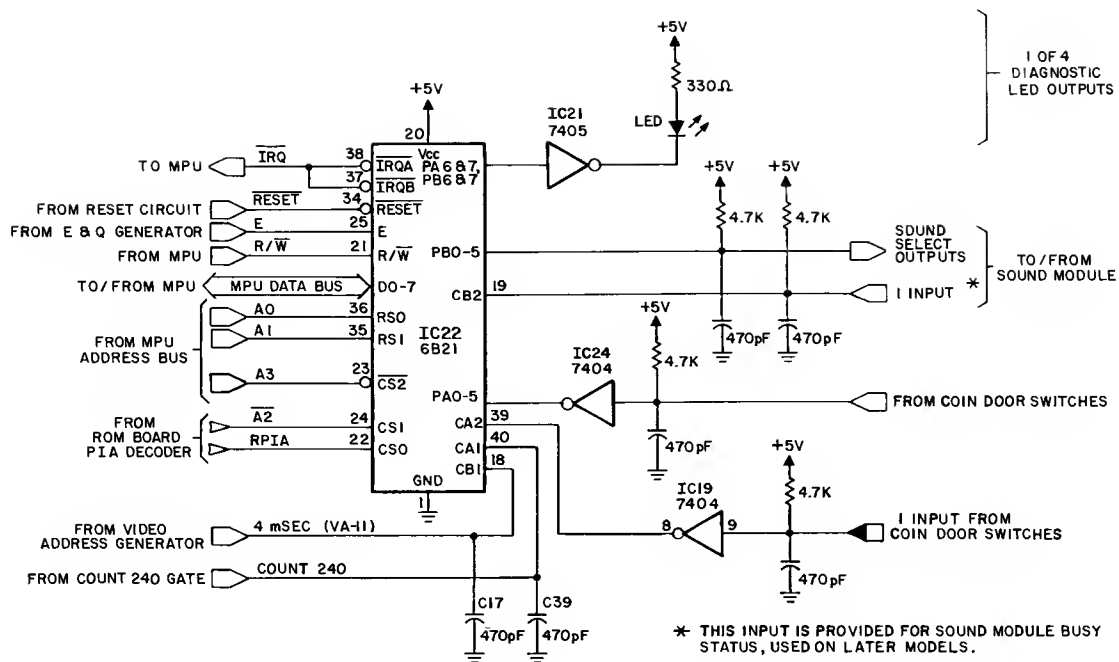 +5V
1 OF 4
DIAGNOSTIC
LED OUTPUTS
330Ω
+5V
IC21
7405
LED
20
Vcc
TO MPU
IRQ
38
IRQA
PA6&7,
PB6&7
37
IRQB
+5V
+5V
FROM RESET CIRCUIT
RESET
34
RESET
4.7K
4.7K
FROM E & Q GENERATOR
E
25
E
SOUND
SELECT
OUTPUTS
FROM MPU
R/W
21
R/W
PB0-5
TO/FROM
SOUND MODULE
TO/FROM MPU
MPU DATA BUS
D0-7
CB2
19
1 INPUT
*
A0
36
RS0
FROM MPU
ADDRESS BUS
A1
35
RS1
IC22
6B21
+5V
470pF
470pF
IC24
7404
4.7K
A3
23
CS2
PA0-5
FROM COIN DOOR SWITCHES
FROM
ROM BOARD
PIA DECODER
A2
24
CS1
CA2
39
RPIA
22
CS0
CA1
40
470pF
+5V
CB1
18
GND
1
IC19
7404
4.7K
FROM VIDEO
ADDRESS GENERATOR
4 mSEC (VA-11)
8
9
1 INPUT FROM
COIN DOOR SWITCHES
FROM COUNT 240 GATE
COUNT 240
470pF
C17
470pF
C39
470pF
* THIS INPUT IS PROVIDED FOR SOUND MODULE BUSY
STATUS, USED ON LATER MODELS.